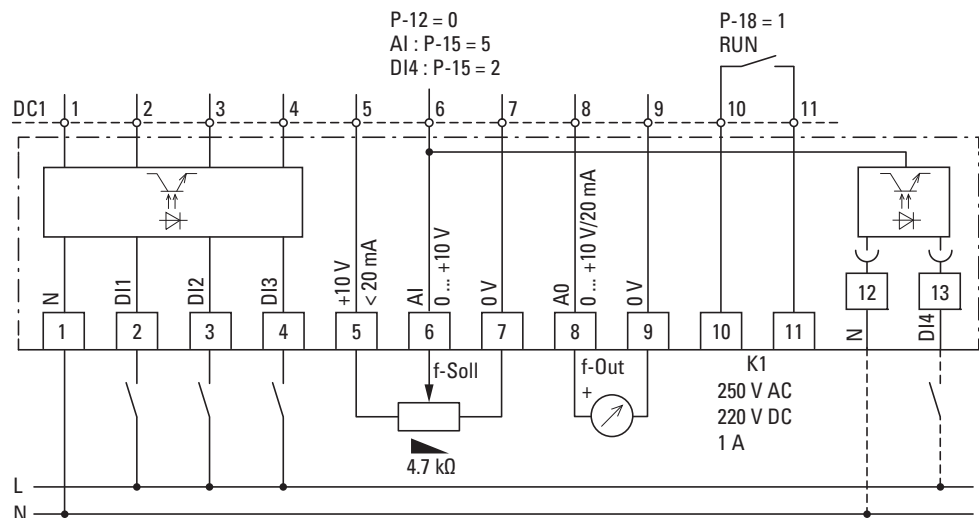 P-12 = 0
AI : P-15 = 5
DI4 : P-15 = 2
P-18 = 1
RUN
DC1 1 2 3 4 5 6 7 8 9 10 11
N
DI1
DI2
DI3
+10 V
< 20 mA
AI
0 ... +10 V
0 V
A0
0 ... +10 V/20 mA
0 V
12 13
N
DI4
1 2 3 4 5 6 7 8 9 10 11
f-Soll
f-Out
+
K1
250 V AC
220 V DC
1 A
4.7 kΩ
L
N